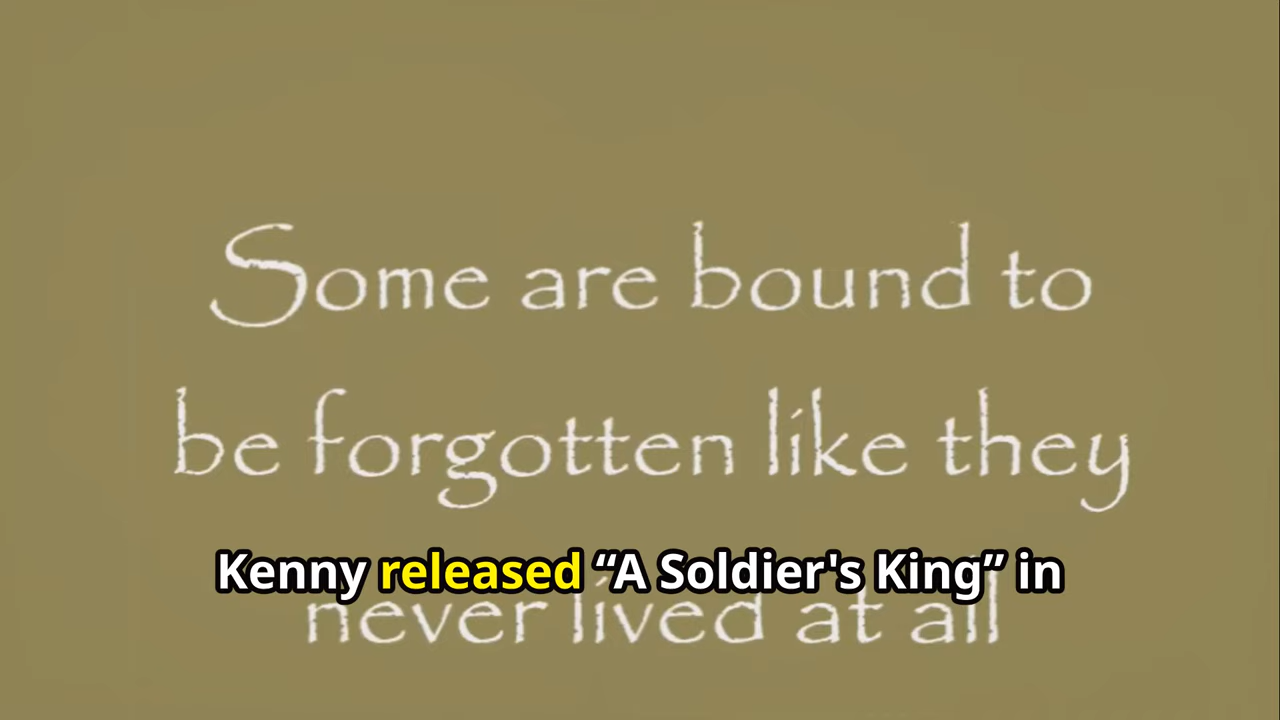 Some are bound to
be forgotten like they
Kenny released “A Soldier's King” in
never lived at all